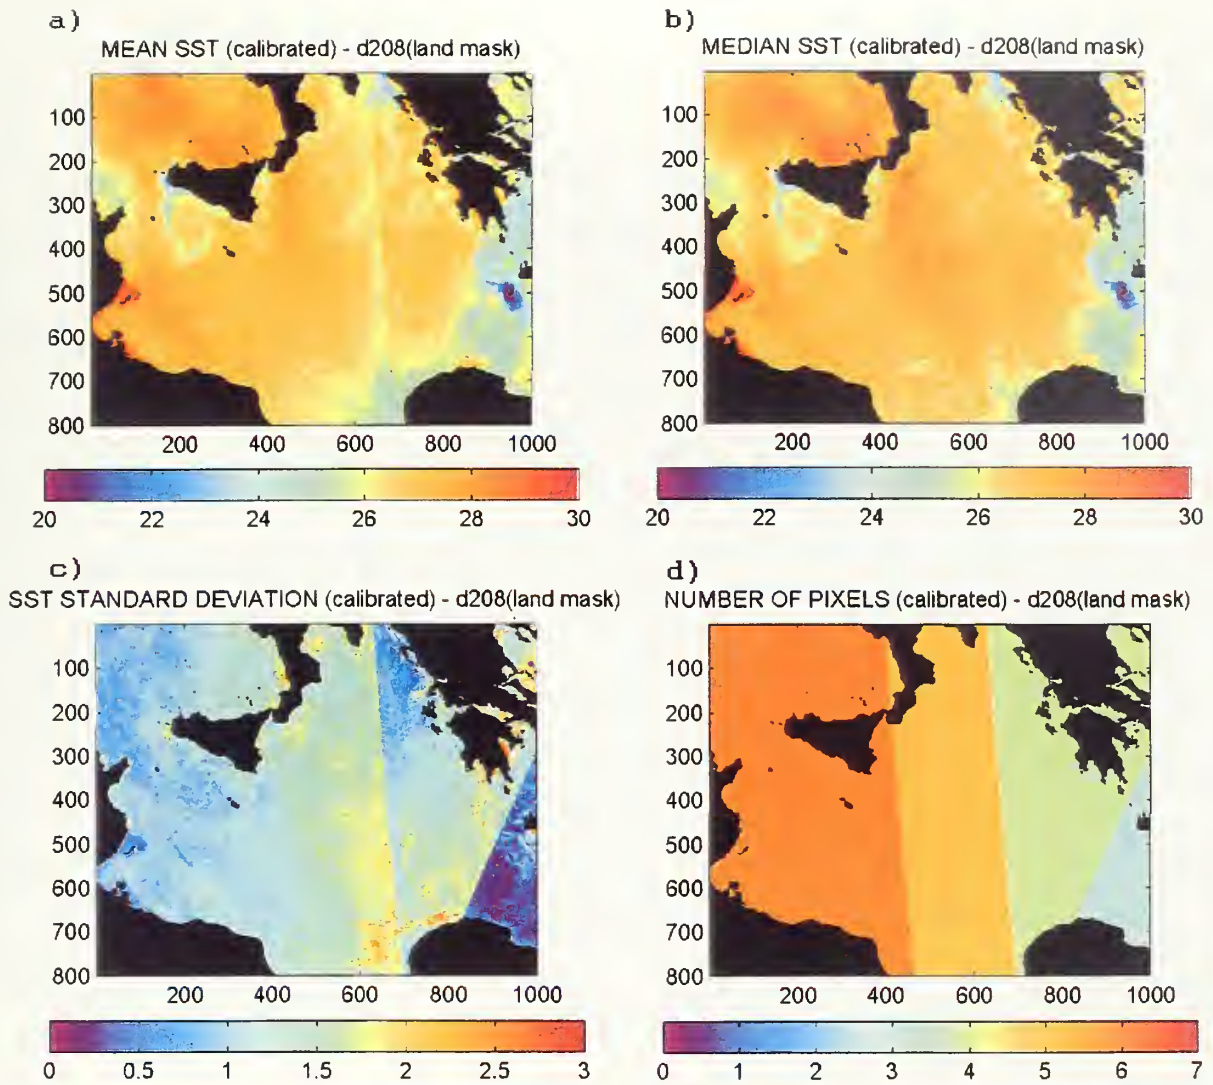 a)
MEAN SST (calibrated) - d208(land mask)
100
200
300
400
500
600
700
800
200 400 600 800 1000
20 22 24 26 28 30
b)
MEDIAN SST (calibrated) - d208(land mask)
100
200
300
400
500
600
700
800
200 400 600 800 1000
20 22 24 26 28 30
c)
SST STANDARD DEVIATION (calibrated) - d208(land mask)
100
200
300
400
500
600
700
800
200 400 600 800 1000
0 0.5 1 1.5 2 2.5 3
d)
NUMBER OF PIXELS (calibrated) - d208(land mask)
100
200
300
400
500
600
700
800
200 400 600 800 1000
0 1 2 3 4 5 6 7